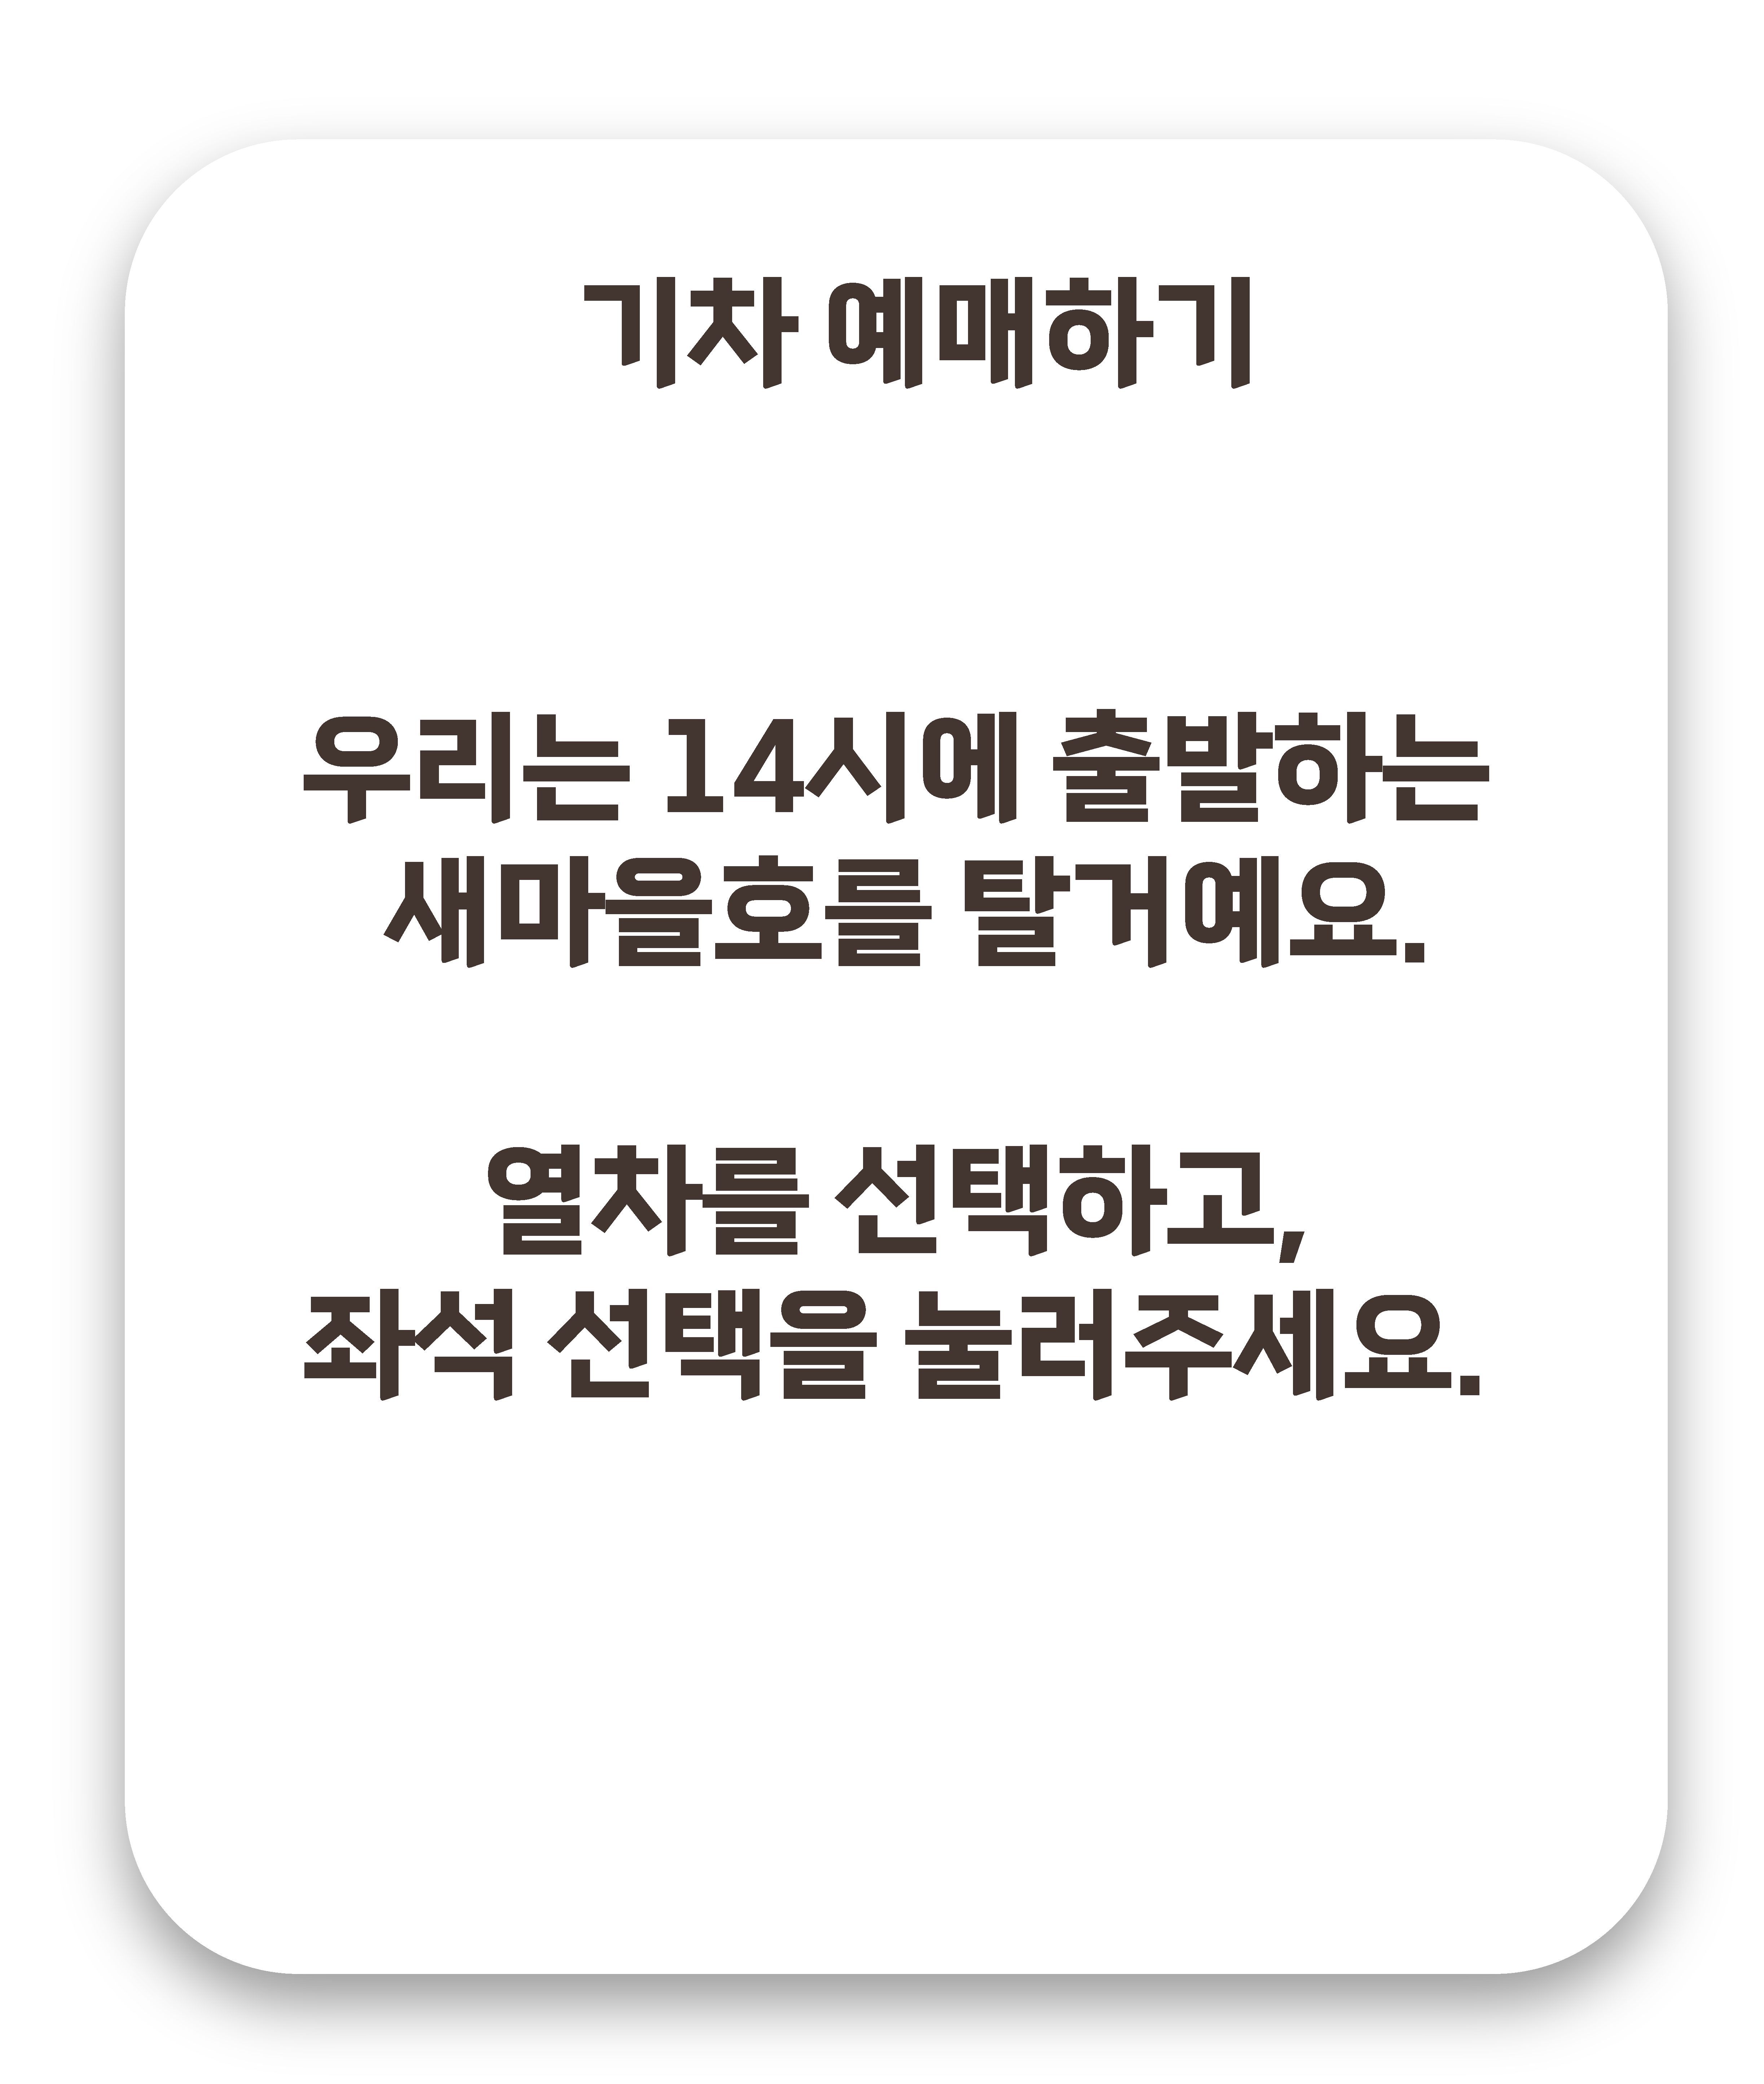 기차 예매하기
우리는 14시에 출발하는
새마을호를 탈거예요.
열차를 선택하고,
좌석 선택을 눌러주세요.